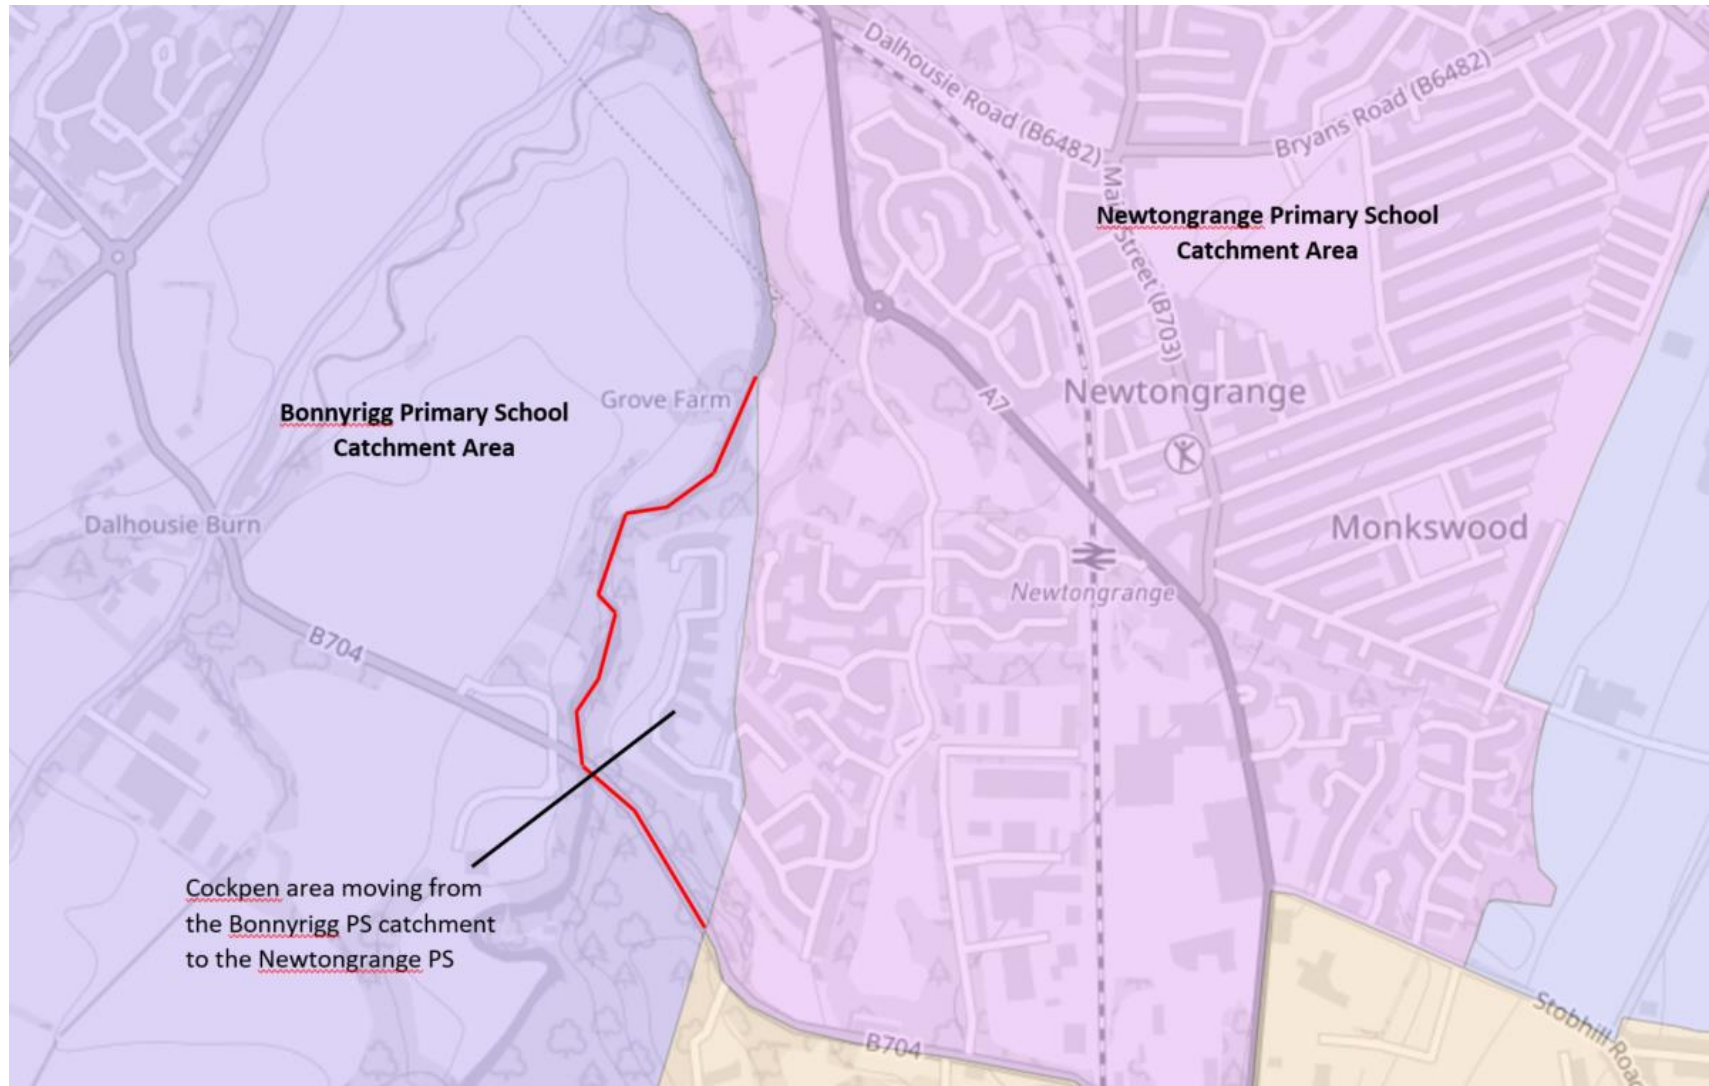 Dalhousie Road (B6482)
Bryans Road (B6482)
Main Street (B703)
Newtongrange Primary School
Catchment Area
Newtongrange
A7
Grove Farm
Bonnyrigg Primary School
Catchment Area
Dalhousie Burn
Monkswood
Newtongrange
B704
Cockpen area moving from
the Bonnyrigg PS catchment
to the Newtongrange PS
B704
Stobhill Road